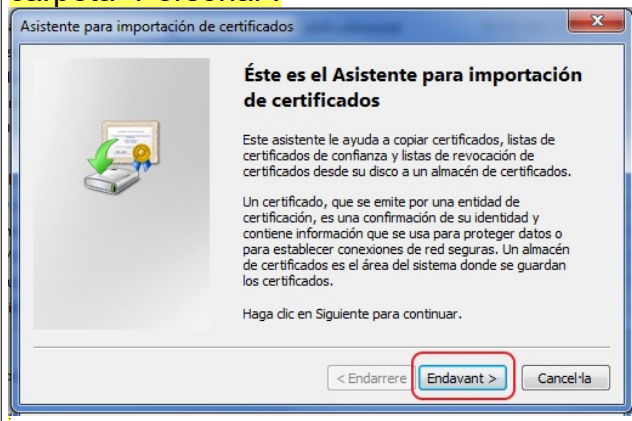 carpeta "Personal".
Asistente para importación de certificados
Éste es el Asistente para importación
de certificados
Este asistente le ayuda a copiar certificados, listas de
certificados de confianza y listas de revocación de
certificados desde su disco a un almacén de certificados.
Un certificado, que se emite por una entidad de
certificación, es una confirmación de su identidad y
contiene información que se usa para proteger datos o
para establecer conexiones de red seguras. Un almacén
de certificados es el área del sistema donde se guardan
los certificados.
Haga clic en Siguiente para continuar.
< Endarrere Endavant > Cancel·la